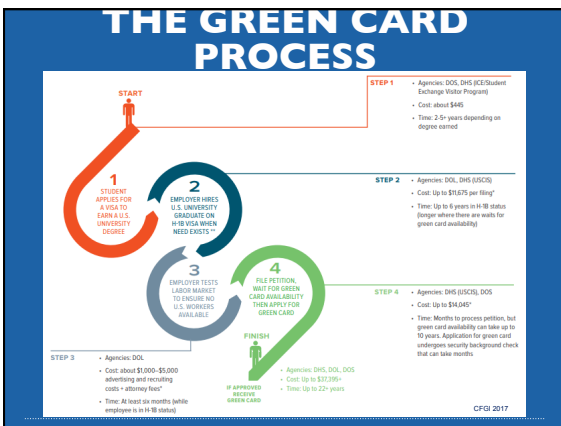 THE GREEN CARD
PROCESS
START
STEP 1
• Agencies: DOS, DHS (ICE/Student
Exchange Visitor Program)
• Cost: about $445
• Time: 2-5+ years depending on
degree earned
1
STUDENT
APPLIES FOR
A VISA TO
EARN A U.S.
UNIVERSITY
DEGREE
2
EMPLOYER HIRES
U.S. UNIVERSITY
GRADUATE ON
H-1B VISA WHEN
NEED EXISTS **
STEP 2
• Agencies: DOL, DHS (USCIS)
• Cost: Up to $11,675 per filing*
• Time: Up to 6 years in H-1B status
(longer where there are waits for
green card availability)
3
EMPLOYER TESTS
LABOR MARKET
TO ENSURE NO
U.S. WORKERS
AVAILABLE
4
FILE PETITION,
WAIT FOR GREEN
CARD AVAILABILITY
THEN APPLY FOR
GREEN CARD
STEP 4
• Agencies: DHS (USCIS), DOS
• Cost: Up to $14,045*
• Time: Months to process petition, but
green card availability can take up to
10 years. Application for green card
undergoes security background check
that can take months
STEP 3
• Agencies: DOL
• Cost: about $1,000–$5,000
advertising and recruiting
costs + attorney fees*
• Time: At least six months (while
employee is in H-1B status)
FINISH
IF APPROVED
RECEIVE
GREEN CARD
• Agencies: DHS, DOL, DOS
• Cost: Up to $37,395+
• Time: Up to 22+ years
CFGI 2017